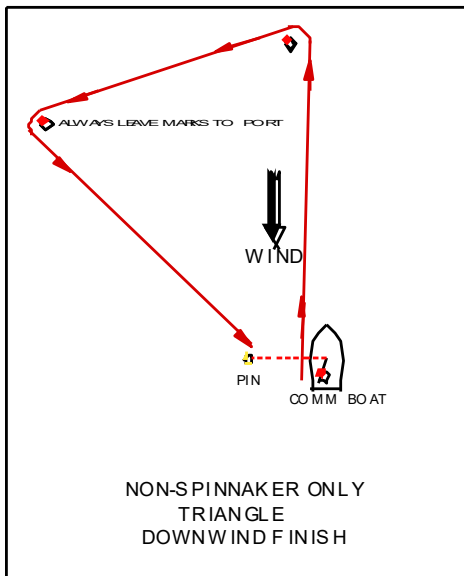 ALWAYS LEAVE MARKS TO PORT
WIND
PIN
COMM BOAT
NON-SPINNAKER ONLY
TRIANGLE
DOWNWIND FINISH